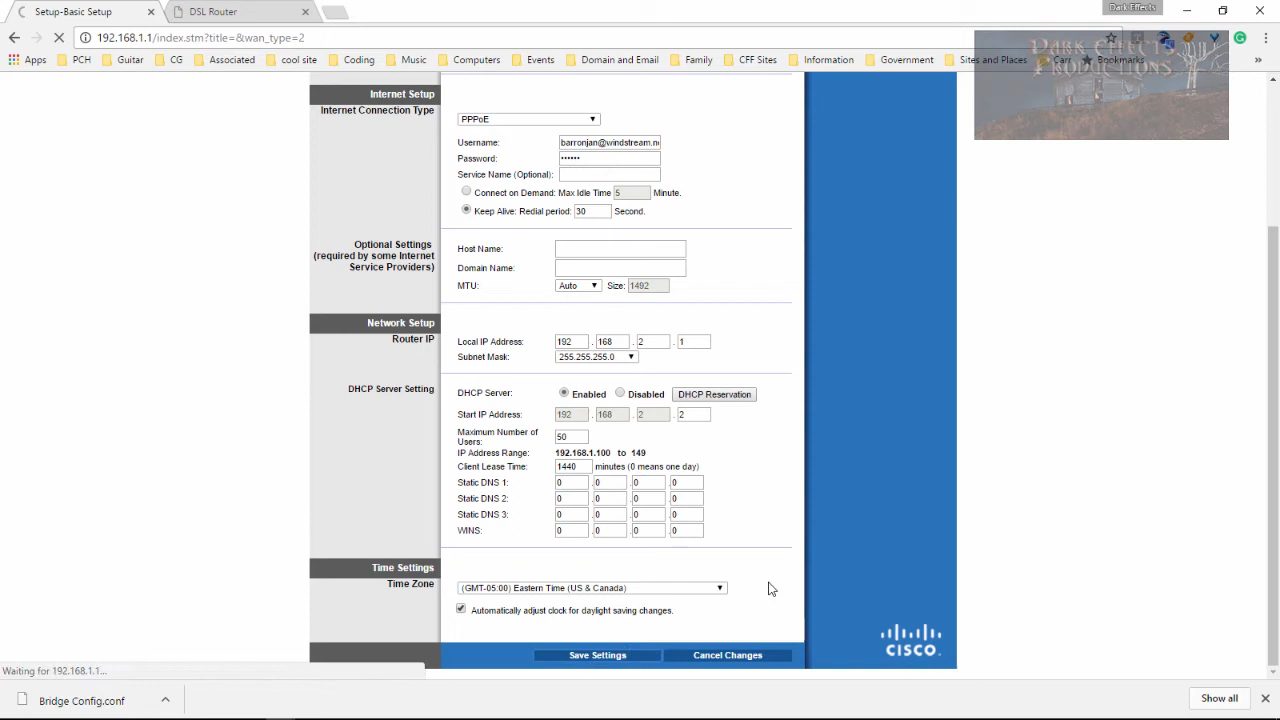 Setup-Basic Setup
DSL Router
Dark Effects
192.168.1.1/index.stm?title=&wan_type=2
Apps PCH Guitar CG Associated cool site Coding Music Computers Events Domain and Email Family CFF Sites Information Government Sites and Places Carr Bookmarks »
DARK EFFECTS
PRODUCTIONS
Internet Setup
Internet Connection Type
PPPoE
Username: barronjan@windstream.n
Password: ••••••
Service Name (Optional):
Connect on Demand: Max Idle Time 5 Minute.
Keep Alive: Redial period: 30 Second.
Optional Settings
(required by some Internet
Service Providers)
Host Name:
Domain Name:
MTU: Auto Size: 1492
Network Setup
Router IP
Local IP Address: 192 . 168 . 2 . 1
Subnet Mask: 255.255.255.0
DHCP Server Setting
DHCP Server: Enabled Disabled DHCP Reservation
Start IP Address: 192 . 168 . 2 . 2
Maximum Number of
Users: 50
IP Address Range: 192.168.1.100 to 149
Client Lease Time: 1440 minutes (0 means one day)
Static DNS 1: 0 . 0 . 0 . 0
Static DNS 2: 0 . 0 . 0 . 0
Static DNS 3: 0 . 0 . 0 . 0
WINS: 0 . 0 . 0 . 0
Time Settings
Time Zone
(GMT-05:00) Eastern Time (US & Canada)
Automatically adjust clock for daylight saving changes.
CISCO
Save Settings Cancel Changes
Waiting for 192.168.1.1...
Bridge Config.conf
Show all